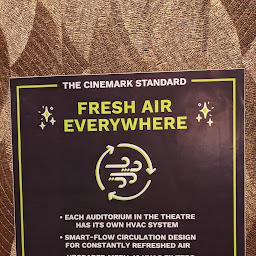 THE CINEMARK STANDARD
FRESH AIR
EVERYWHERE
• EACH AUDITORIUM IN THE THEATRE
HAS ITS OWN HVAC SYSTEM
• SMART-FLOW CIRCULATION DESIGN
FOR CONSTANTLY REFRESHED AIR